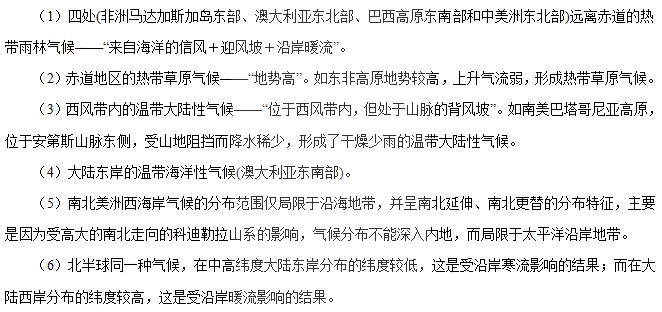 （1）四处(非洲马达加斯加岛东部、澳大利亚东北部、巴西高原东南部和中美洲东北部)远离赤道的热
带雨林气候——“来自海洋的信风＋迎风坡＋沿岸暖流”。
（2）赤道地区的热带草原气候——“地势高”。如东非高原地势较高，上升气流弱，形成热带草原气候。
（3）西风带内的温带大陆性气候——“位于西风带内，但处于山脉的背风坡”。如南美巴塔哥尼亚高原，
位于安第斯山脉东侧，受山地阻挡而降水稀少，形成了干燥少雨的温带大陆性气候。
（4）大陆东岸的温带海洋性气候(澳大利亚东南部)。
（5）南北美洲西海岸气候的分布范围仅局限于沿海地带，并呈南北延伸、南北更替的分布特征，主要
是因为受高大的南北走向的科迪勒拉山系的影响，气候分布不能深入内地，而局限于太平洋沿岸地带。
（6）北半球同一种气候，在中高纬度大陆东岸分布的纬度较低，这是受沿岸寒流影响的结果；而在大
陆西岸分布的纬度较高，这是受沿岸暖流影响的结果。